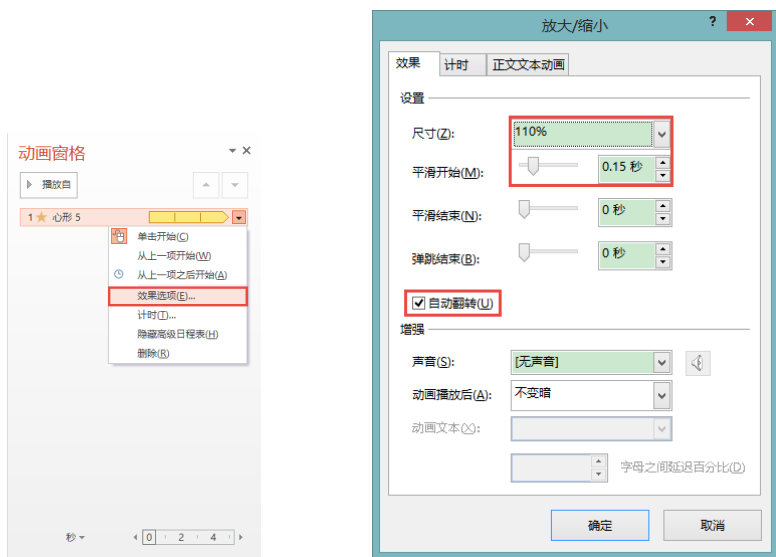 动画窗格
播放自
1 心形 5
单击开始(C)
从上一项开始(W)
从上一项之后开始(A)
效果选项(E)...
计时(T)...
隐藏高级日程表(H)
删除(R)
秒 0 2 4
放大/缩小 ?
效果 计时 正文文本动画
设置
尺寸(Z): 110%
平滑开始(M): 0.15 秒
平滑结束(N): 0 秒
弹跳结束(B): 0 秒
自动翻转(U)
增强
声音(S): [无声音]
动画播放后(A): 不变暗
动画文本(X):
字母之间延迟百分比(D)
确定 取消